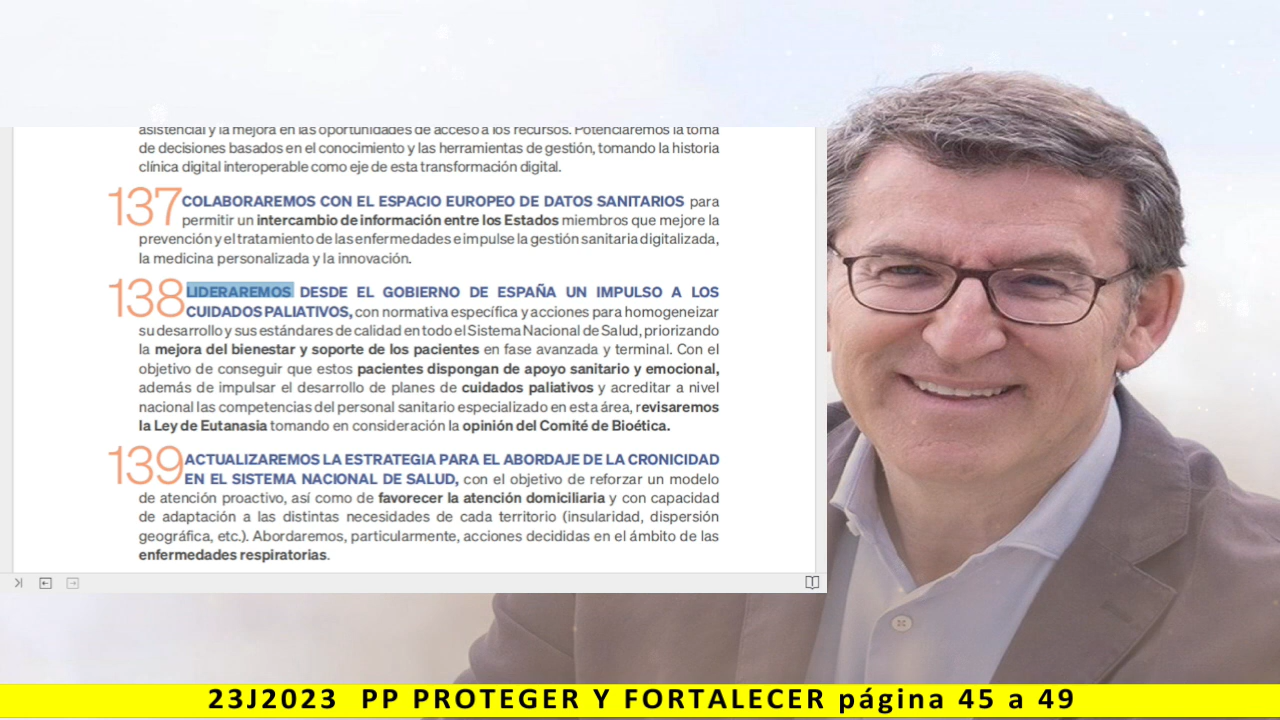 asistencial y la mejora en las oportunidades de acceso a los recursos. Potenciaremos la toma
de decisiones basados en el conocimiento y las herramientas de gestión, tomando la historia
clínica digital interoperable como eje de esta transformación digital.
137 COLABORAREMOS CON EL ESPACIO EUROPEO DE DATOS SANITARIOS para
permitir un intercambio de información entre los Estados miembros que mejore la
prevención y el tratamiento de las enfermedades e impulse la gestión sanitaria digitalizada,
la medicina personalizada y la innovación.
138 LIDERAREMOS DESDE EL GOBIERNO DE ESPAÑA UN IMPULSO A LOS
CUIDADOS PALIATIVOS, con normativa específica y acciones para homogeneizar
su desarrollo y sus estándares de calidad en todo el Sistema Nacional de Salud, priorizando
la mejora del bienestar y soporte de los pacientes en fase avanzada y terminal. Con el
objetivo de conseguir que estos pacientes dispongan de apoyo sanitario y emocional,
además de impulsar el desarrollo de planes de cuidados paliativos y acreditar a nivel
nacional las competencias del personal sanitario especializado en esta área, revisaremos
la Ley de Eutanasia tomando en consideración la opinión del Comité de Bioética.
139 ACTUALIZAREMOS LA ESTRATEGIA PARA EL ABORDAJE DE LA CRONICIDAD
EN EL SISTEMA NACIONAL DE SALUD, con el objetivo de reforzar un modelo
de atención proactivo, así como de favorecer la atención domiciliaria y con capacidad
de adaptación a las distintas necesidades de cada territorio (insularidad, dispersión
geográfica, etc.). Abordaremos, particularmente, acciones decididas en el ámbito de las
enfermedades respiratorias.
23J2023 PP PROTEGER Y FORTALECER página 45 a 49